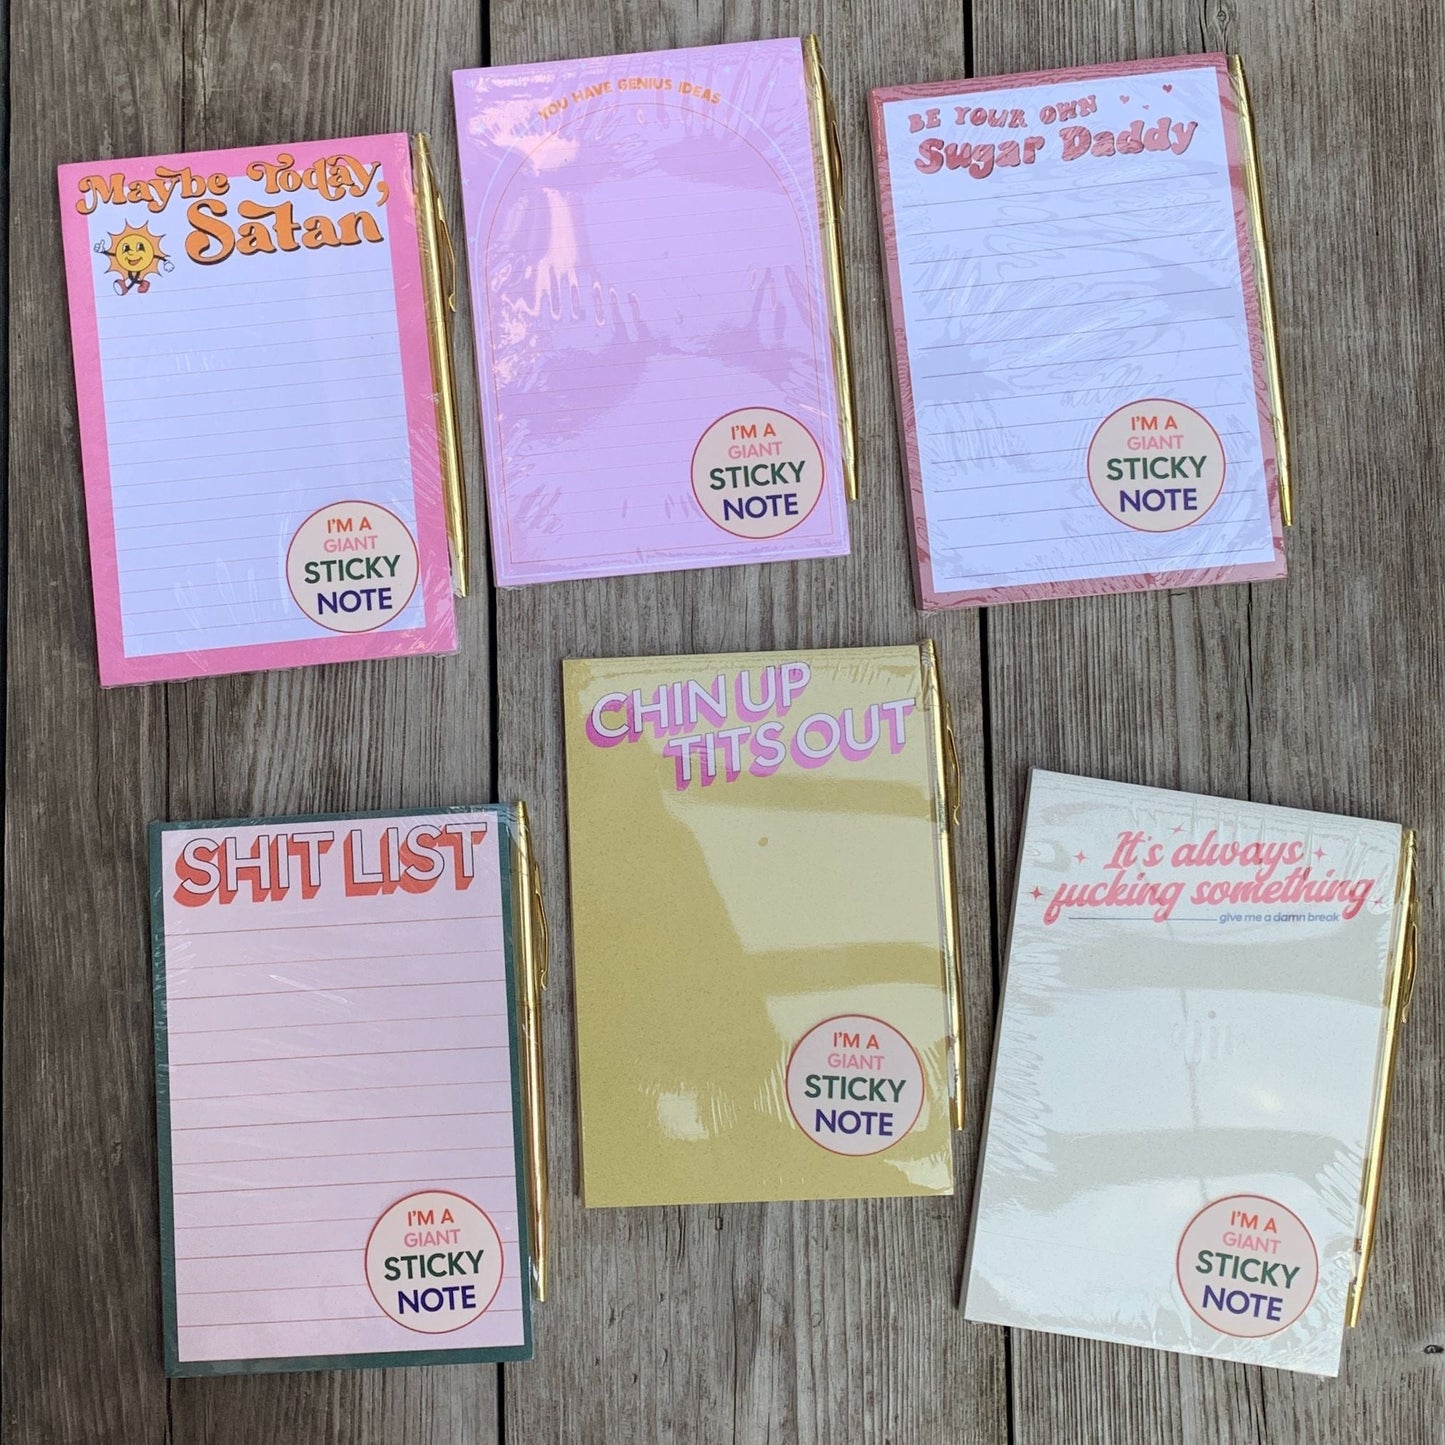 Maybe Today,
Satan
I'M A
GIANT
STICKY
NOTE
YOU HAVE GENIUS IDEAS
I'M A
GIANT
STICKY
NOTE
BE YOUR OWN
Sugar Daddy
I'M A
GIANT
STICKY
NOTE
SHIT LIST
I'M A
GIANT
STICKY
NOTE
CHIN UP
TITS OUT
I'M A
GIANT
STICKY
NOTE
It's always
fucking something
give me a damn break
I'M A
GIANT
STICKY
NOTE